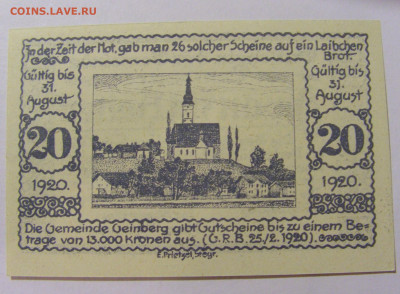 COINS.LAVE.RU
In der Zeit der Not, gab man 26 solcher Scheine auf ein Laibchen
Brot.
Gültig bis
31.
August
20
1920.
Gültig bis
31.
August
20
1920.
Die Gemeinde Geinberg gibt Gutscheine bis zu einem Be-
trage von 13.000 Kronen aus. (G.R.B. 25./2. 1920).
E. Prietzel, Steyr.